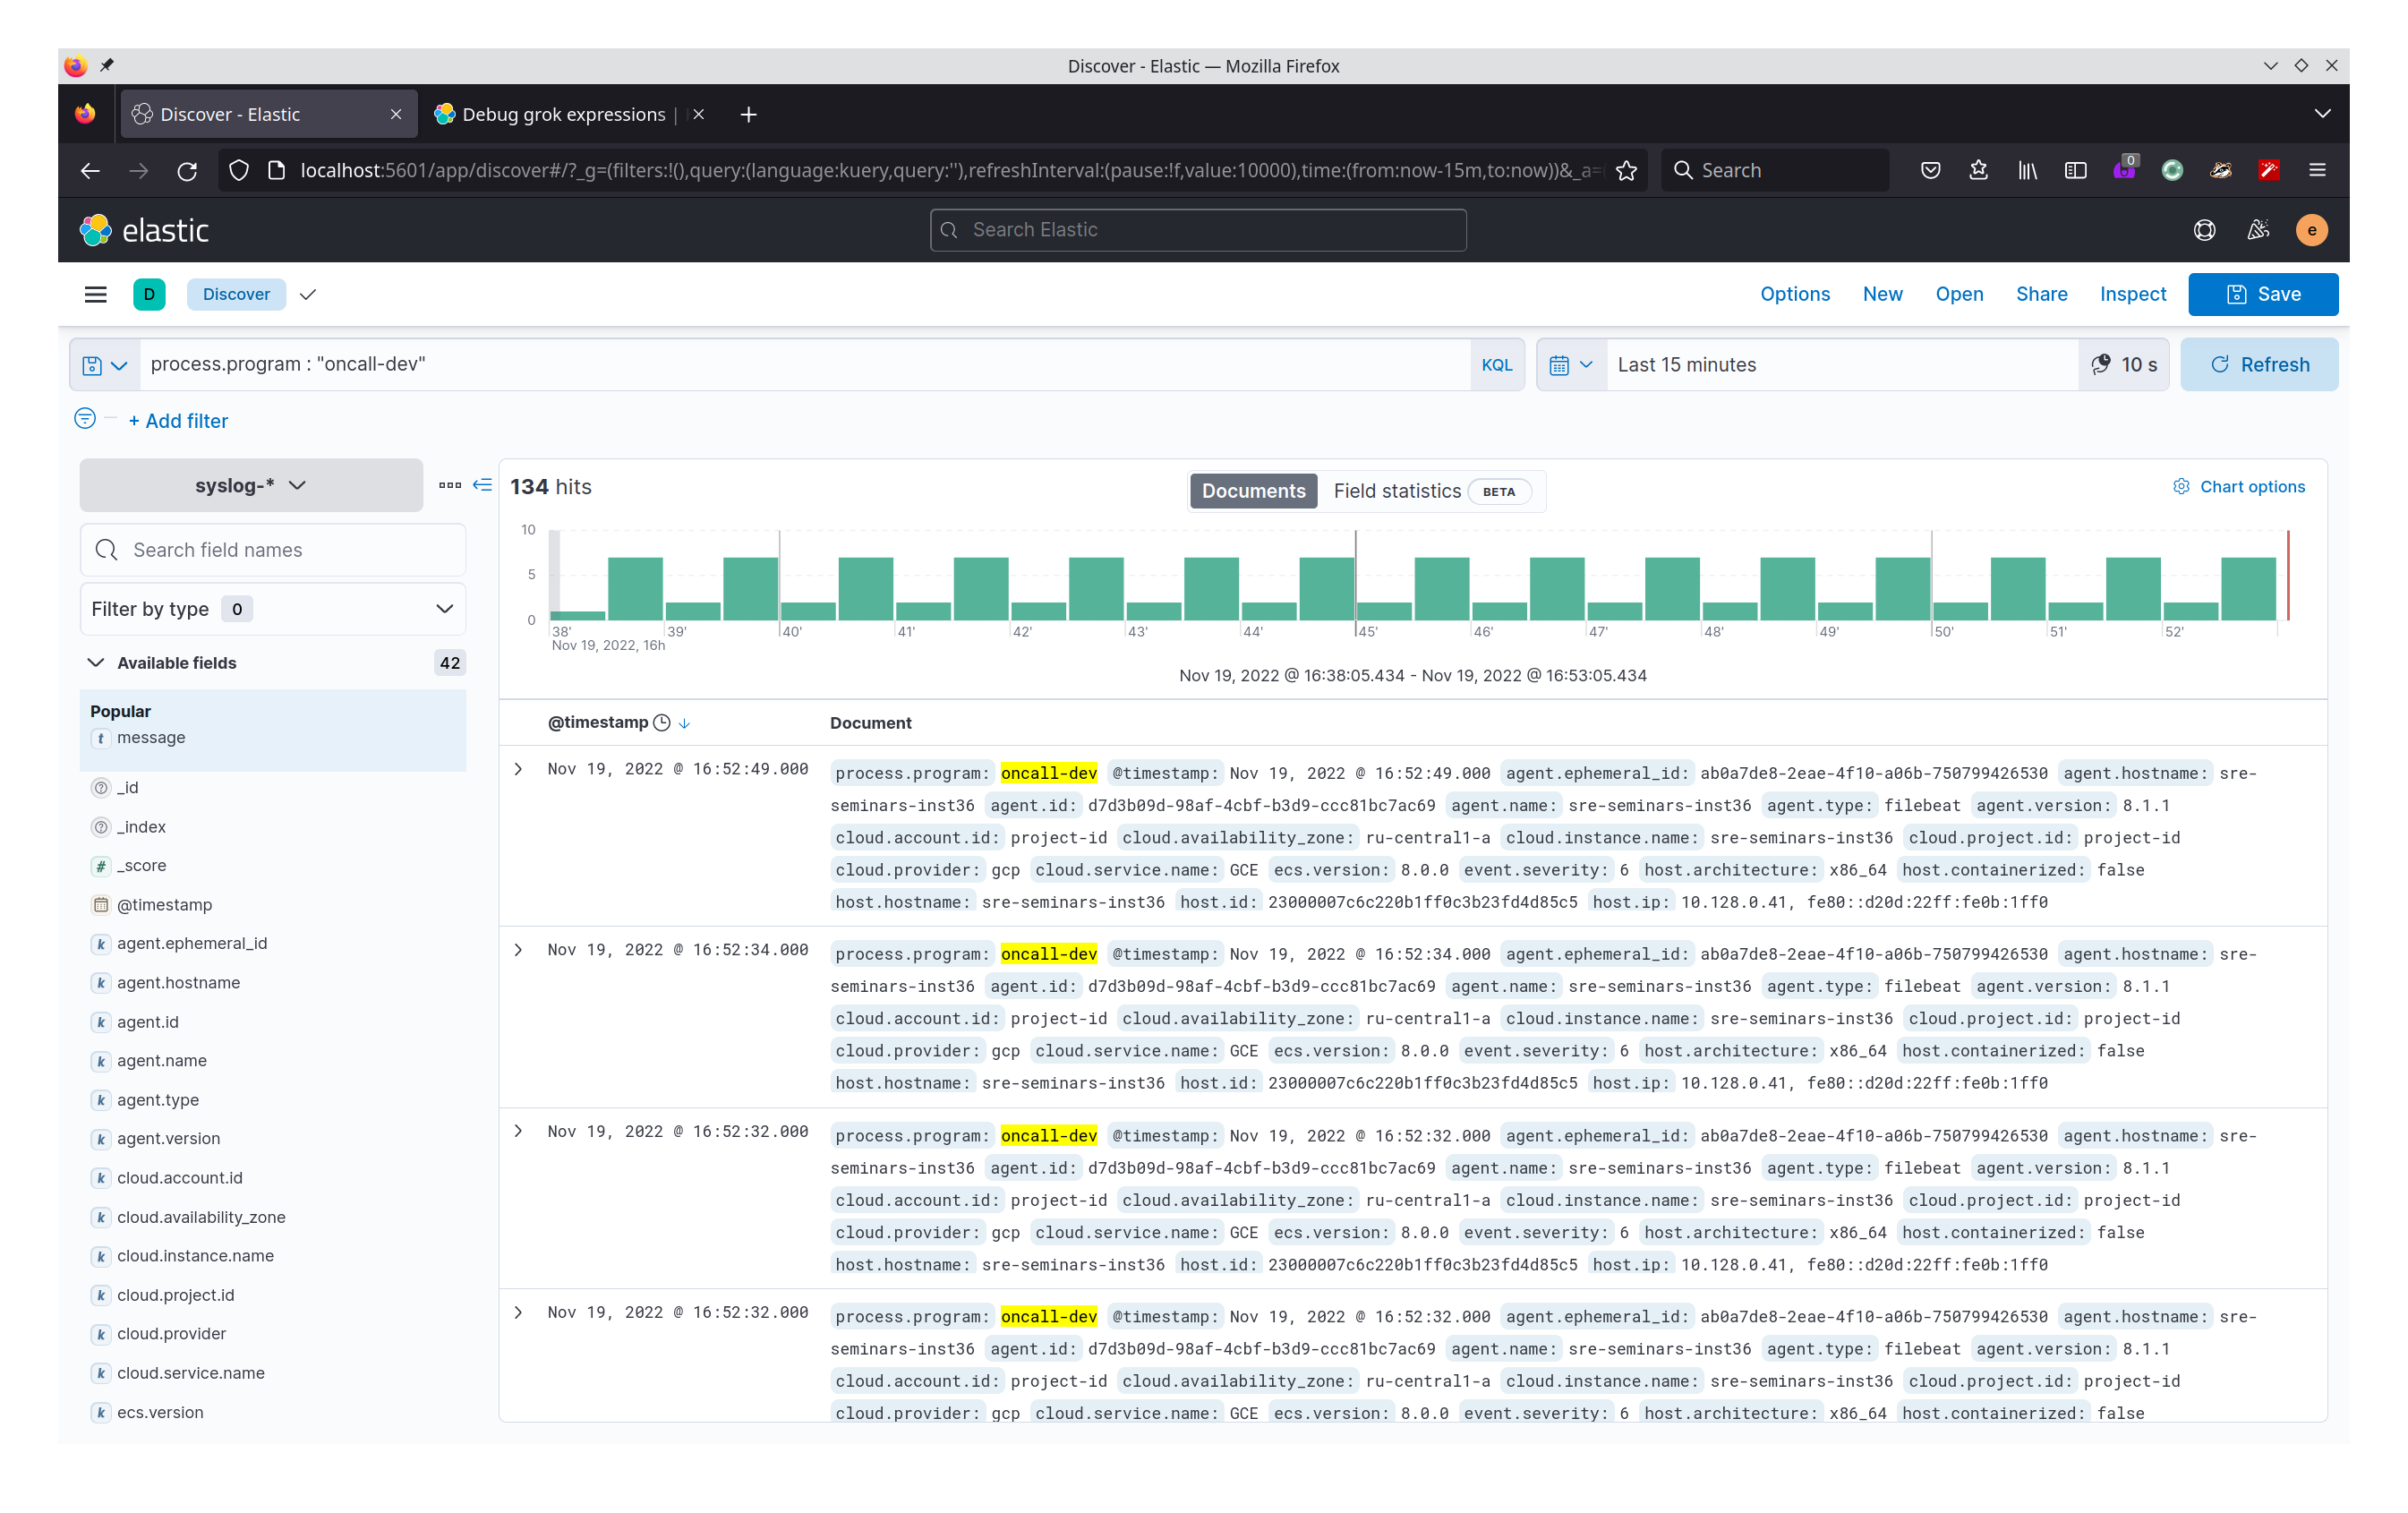 Discover - Elastic — Mozilla Firefox
Discover - Elastic
Debug grok expressions |
localhost:5601/app/discover#/?_g=(filters:!(),query:(language:kuery,query:''),refreshInterval:(pause:!f,value:10000),time:(from:now-15m,to:now))&_a=(
Search
0
elastic
Search Elastic
e
D
Discover
Options
New
Open
Share
Inspect
Save
process.program : "oncall-dev"
KQL
Last 15 minutes
10 s
Refresh
+ Add filter
syslog-*
Search field names
Filter by type 0
Available fields 42
Popular
t message
_id
_index
# _score
@timestamp
k agent.ephemeral_id
k agent.hostname
k agent.id
k agent.name
k agent.type
k agent.version
k cloud.account.id
k cloud.availability_zone
k cloud.instance.name
k cloud.project.id
k cloud.provider
k cloud.service.name
k ecs.version
134 hits
Documents
Field statistics BETA
Chart options
10
5
0
38' 39' 40' 41' 42' 43' 44' 45' 46' 47' 48' 49' 50' 51' 52'
Nov 19, 2022, 16h
Nov 19, 2022 @ 16:38:05.434 - Nov 19, 2022 @ 16:53:05.434
@timestamp Document
Nov 19, 2022 @ 16:52:49.000 process.program: oncall-dev @timestamp: Nov 19, 2022 @ 16:52:49.000 agent.ephemeral_id: ab0a7de8-2eae-4f10-a06b-750799426530 agent.hostname: sre-
seminars-inst36 agent.id: d7d3b09d-98af-4cbf-b3d9-ccc81bc7ac69 agent.name: sre-seminars-inst36 agent.type: filebeat agent.version: 8.1.1
cloud.account.id: project-id cloud.availability_zone: ru-central1-a cloud.instance.name: sre-seminars-inst36 cloud.project.id: project-id
cloud.provider: gcp cloud.service.name: GCE ecs.version: 8.0.0 event.severity: 6 host.architecture: x86_64 host.containerized: false
host.hostname: sre-seminars-inst36 host.id: 23000007c6c220b1ff0c3b23fd4d85c5 host.ip: 10.128.0.41, fe80::d20d:22ff:fe0b:1ff0
Nov 19, 2022 @ 16:52:34.000 process.program: oncall-dev @timestamp: Nov 19, 2022 @ 16:52:34.000 agent.ephemeral_id: ab0a7de8-2eae-4f10-a06b-750799426530 agent.hostname: sre-
seminars-inst36 agent.id: d7d3b09d-98af-4cbf-b3d9-ccc81bc7ac69 agent.name: sre-seminars-inst36 agent.type: filebeat agent.version: 8.1.1
cloud.account.id: project-id cloud.availability_zone: ru-central1-a cloud.instance.name: sre-seminars-inst36 cloud.project.id: project-id
cloud.provider: gcp cloud.service.name: GCE ecs.version: 8.0.0 event.severity: 6 host.architecture: x86_64 host.containerized: false
host.hostname: sre-seminars-inst36 host.id: 23000007c6c220b1ff0c3b23fd4d85c5 host.ip: 10.128.0.41, fe80::d20d:22ff:fe0b:1ff0
Nov 19, 2022 @ 16:52:32.000 process.program: oncall-dev @timestamp: Nov 19, 2022 @ 16:52:32.000 agent.ephemeral_id: ab0a7de8-2eae-4f10-a06b-750799426530 agent.hostname: sre-
seminars-inst36 agent.id: d7d3b09d-98af-4cbf-b3d9-ccc81bc7ac69 agent.name: sre-seminars-inst36 agent.type: filebeat agent.version: 8.1.1
cloud.account.id: project-id cloud.availability_zone: ru-central1-a cloud.instance.name: sre-seminars-inst36 cloud.project.id: project-id
cloud.provider: gcp cloud.service.name: GCE ecs.version: 8.0.0 event.severity: 6 host.architecture: x86_64 host.containerized: false
host.hostname: sre-seminars-inst36 host.id: 23000007c6c220b1ff0c3b23fd4d85c5 host.ip: 10.128.0.41, fe80::d20d:22ff:fe0b:1ff0
Nov 19, 2022 @ 16:52:32.000 process.program: oncall-dev @timestamp: Nov 19, 2022 @ 16:52:32.000 agent.ephemeral_id: ab0a7de8-2eae-4f10-a06b-750799426530 agent.hostname: sre-
seminars-inst36 agent.id: d7d3b09d-98af-4cbf-b3d9-ccc81bc7ac69 agent.name: sre-seminars-inst36 agent.type: filebeat agent.version: 8.1.1
cloud.account.id: project-id cloud.availability_zone: ru-central1-a cloud.instance.name: sre-seminars-inst36 cloud.project.id: project-id
cloud.provider: gcp cloud.service.name: GCE ecs.version: 8.0.0 event.severity: 6 host.architecture: x86_64 host.containerized: false